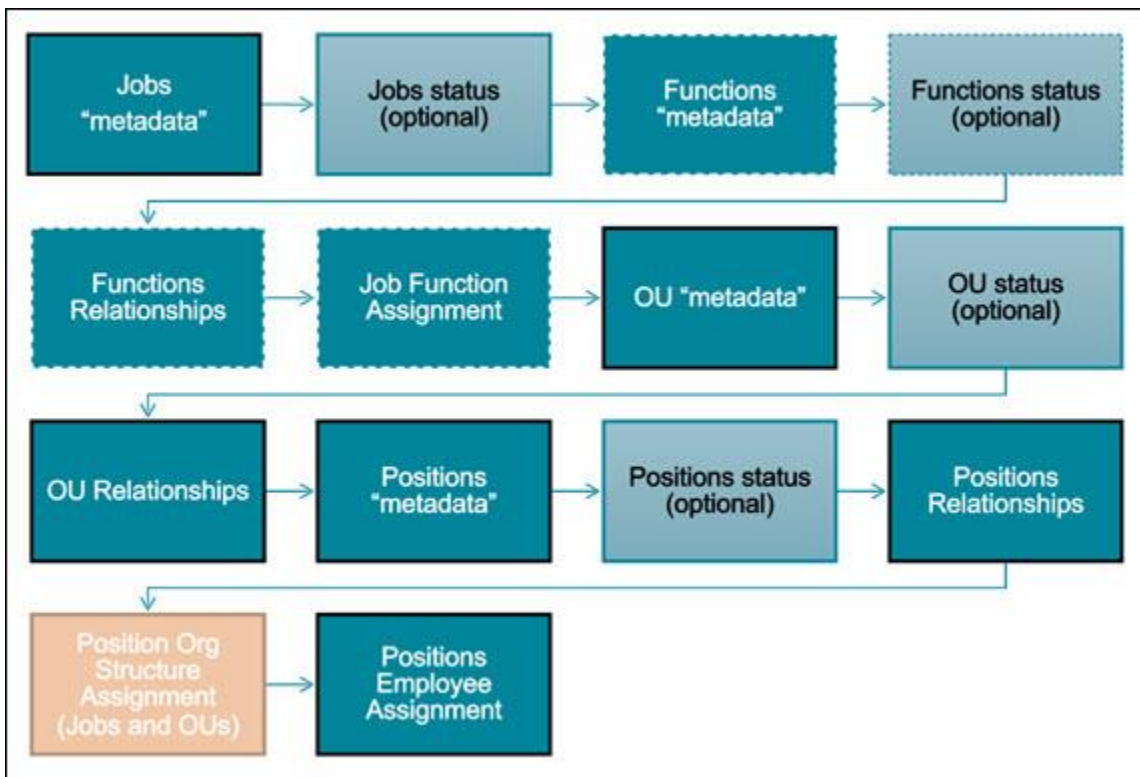 Jobs
“metadata”
Jobs status
(optional)
Functions
“metadata”
Functions status
(optional)
Functions
Relationships
Job Function
Assignment
OU “metadata”
OU status
(optional)
OU Relationships
Positions
“metadata”
Positions status
(optional)
Positions
Relationships
Position Org
Structure
Assignment
(Jobs and OUs)
Positions
Employee
Assignment